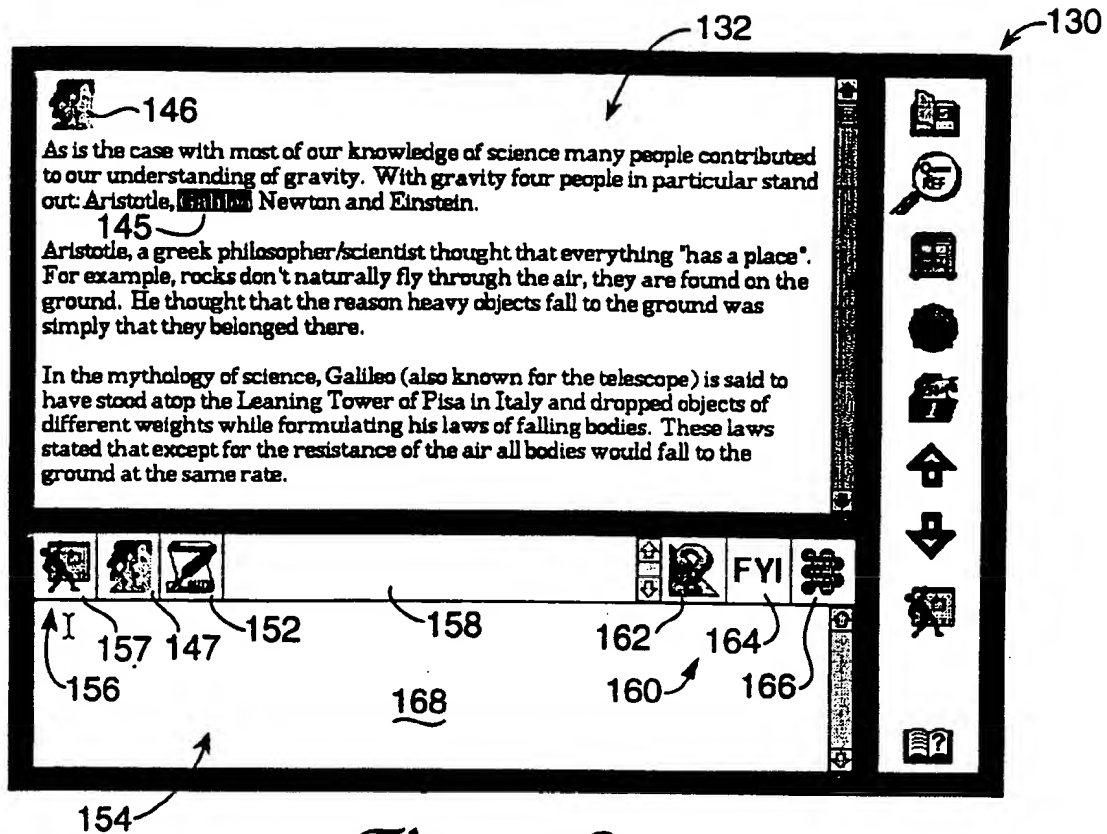 132
130
146
As is the case with most of our knowledge of science many people contributed
to our understanding of gravity. With gravity four people in particular stand
out: Aristotle, Galileo Newton and Einstein.
145
Aristotle, a greek philosopher/scientist thought that everything "has a place".
For example, rocks don't naturally fly through the air, they are found on the
ground. He thought that the reason heavy objects fall to the ground was
simply that they belonged there.
In the mythology of science, Galileo (also known for the telescope) is said to
have stood atop the Leaning Tower of Pisa in Italy and dropped objects of
different weights while formulating his laws of falling bodies. These laws
stated that except for the resistance of the air all bodies would fall to the
ground at the same rate.
REF
FYI
157 147 152 158 162 164
156 168 160 166
?
154